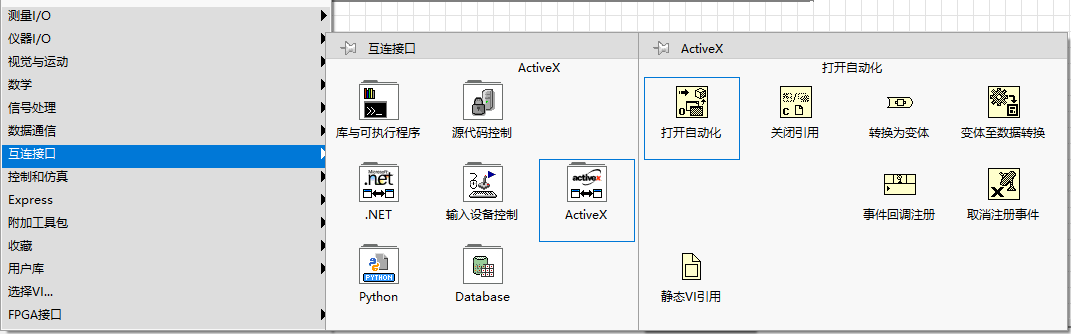 测量I/O
仪器I/O
视觉与运动
数学
信号处理
数据通信
互连接口
控制和仿真
Express
附加工具包
收藏
用户库
选择VI...
FPGA接口
互连接口
ActiveX
库与可执行程序
源代码控制
Microsoft
.net
.NET
输入设备控制
activex
ActiveX
PYTHON
Python
Database
ActiveX
打开自动化
打开自动化
关闭引用
转换为变体
变体至数据转换
事件回调注册
取消注册事件
静态VI引用